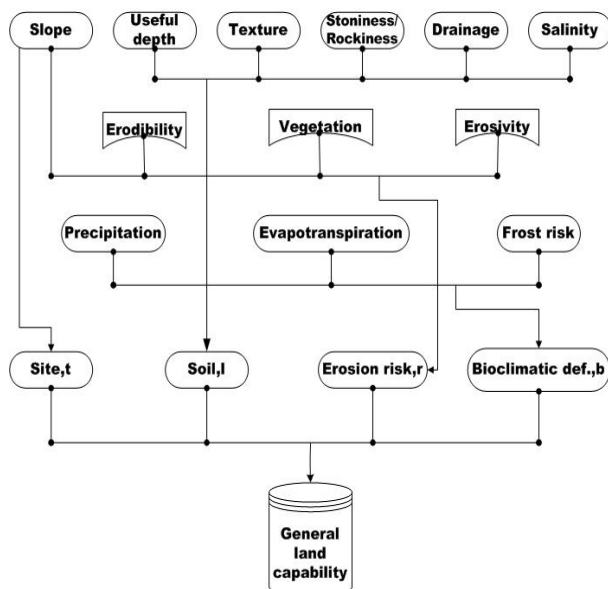 Slope
Useful
depth
Texture
Stoniness/
Rockiness
Drainage
Salinity
Erodibility
Vegetation
Erosivity
Precipitation
Evapotranspiration
Frost risk
Site,t
Soil,l
Erosion risk,r
Bioclimatic def.,b
General
land
capability